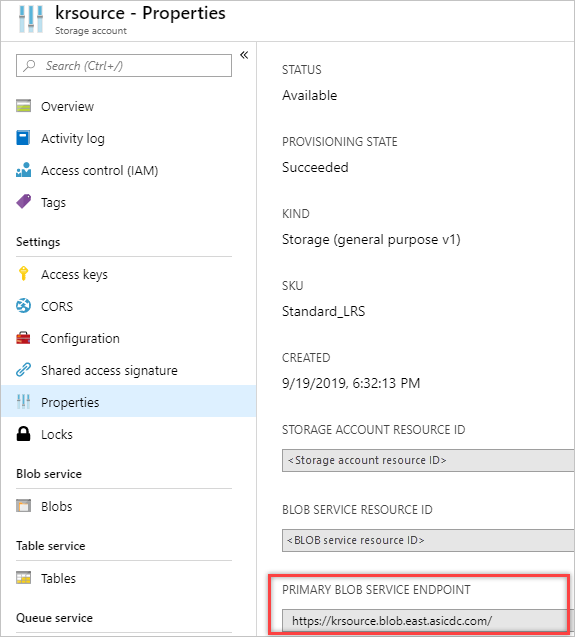 krsource - Properties
Storage account
Search (Ctrl+/)
«
Overview
Activity log
Access control (IAM)
Tags
Settings
Access keys
CORS
Configuration
Shared access signature
Properties
Locks
Blob service
Blobs
Table service
Tables
Queue service
STATUS
Available
PROVISIONING STATE
Succeeded
KIND
Storage (general purpose v1)
SKU
Standard_LRS
CREATED
9/19/2019, 6:32:13 PM
STORAGE ACCOUNT RESOURCE ID
<Storage account resource ID>
BLOB SERVICE RESOURCE ID
<BLOB service resource ID>
PRIMARY BLOB SERVICE ENDPOINT
https://krsource.blob.east.asicdc.com/